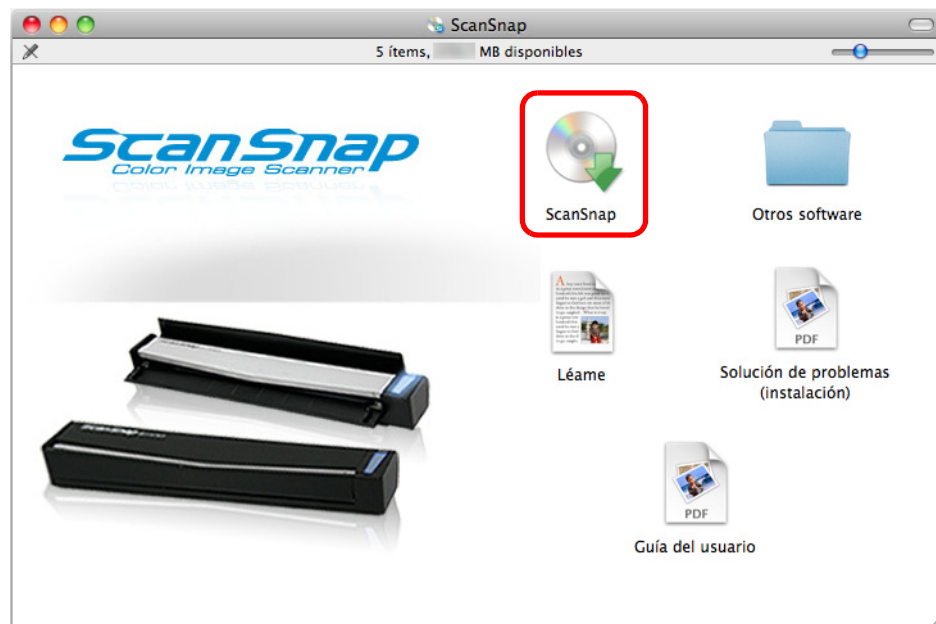 ScanSnap
5 ítems, MB disponibles
ScanSnap
Color Image Scanner
ScanSnap
Otros software
Léame
PDF
Solución de problemas
(instalación)
ScanSnap
PDF
Guía del usuario